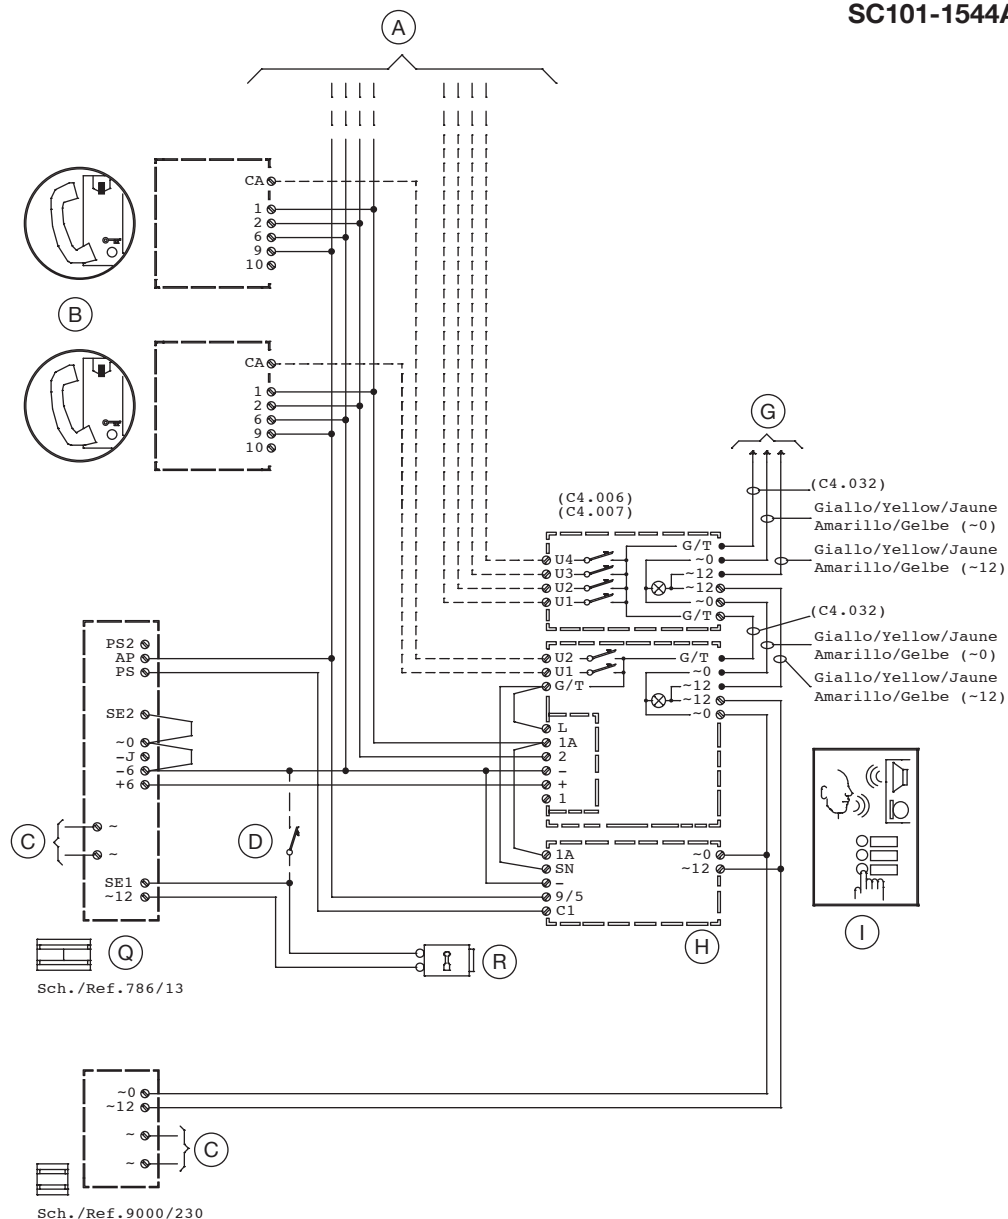 SC101-1544A
A
CA
1
2
6
9
10
B
CA
1
2
6
9
10
G
(C4.032)
Giallo/Yellow/Jaune
Amarillo/Gelbe (~0)
Giallo/Yellow/Jaune
Amarillo/Gelbe (~12)
(C4.006)
(C4.007)
U4
U3
U2
U1
G/T
~0
~12
~12
~0
G/T
(C4.032)
Giallo/Yellow/Jaune
Amarillo/Gelbe (~0)
Giallo/Yellow/Jaune
Amarillo/Gelbe (~12)
U2
U1
G/T
G/T
~0
~12
~12
~0
L
1A
2
-
+
1
PS2
AP
PS
SE2
~0
-J
-6
+6
~
~
SE1
~12
C
D
1A
SN
-
9/5
C1
~0
~12
H
I
Q
R
Sch./Ref.786/13
~0
~12
~
~
C
Sch./Ref.9000/230